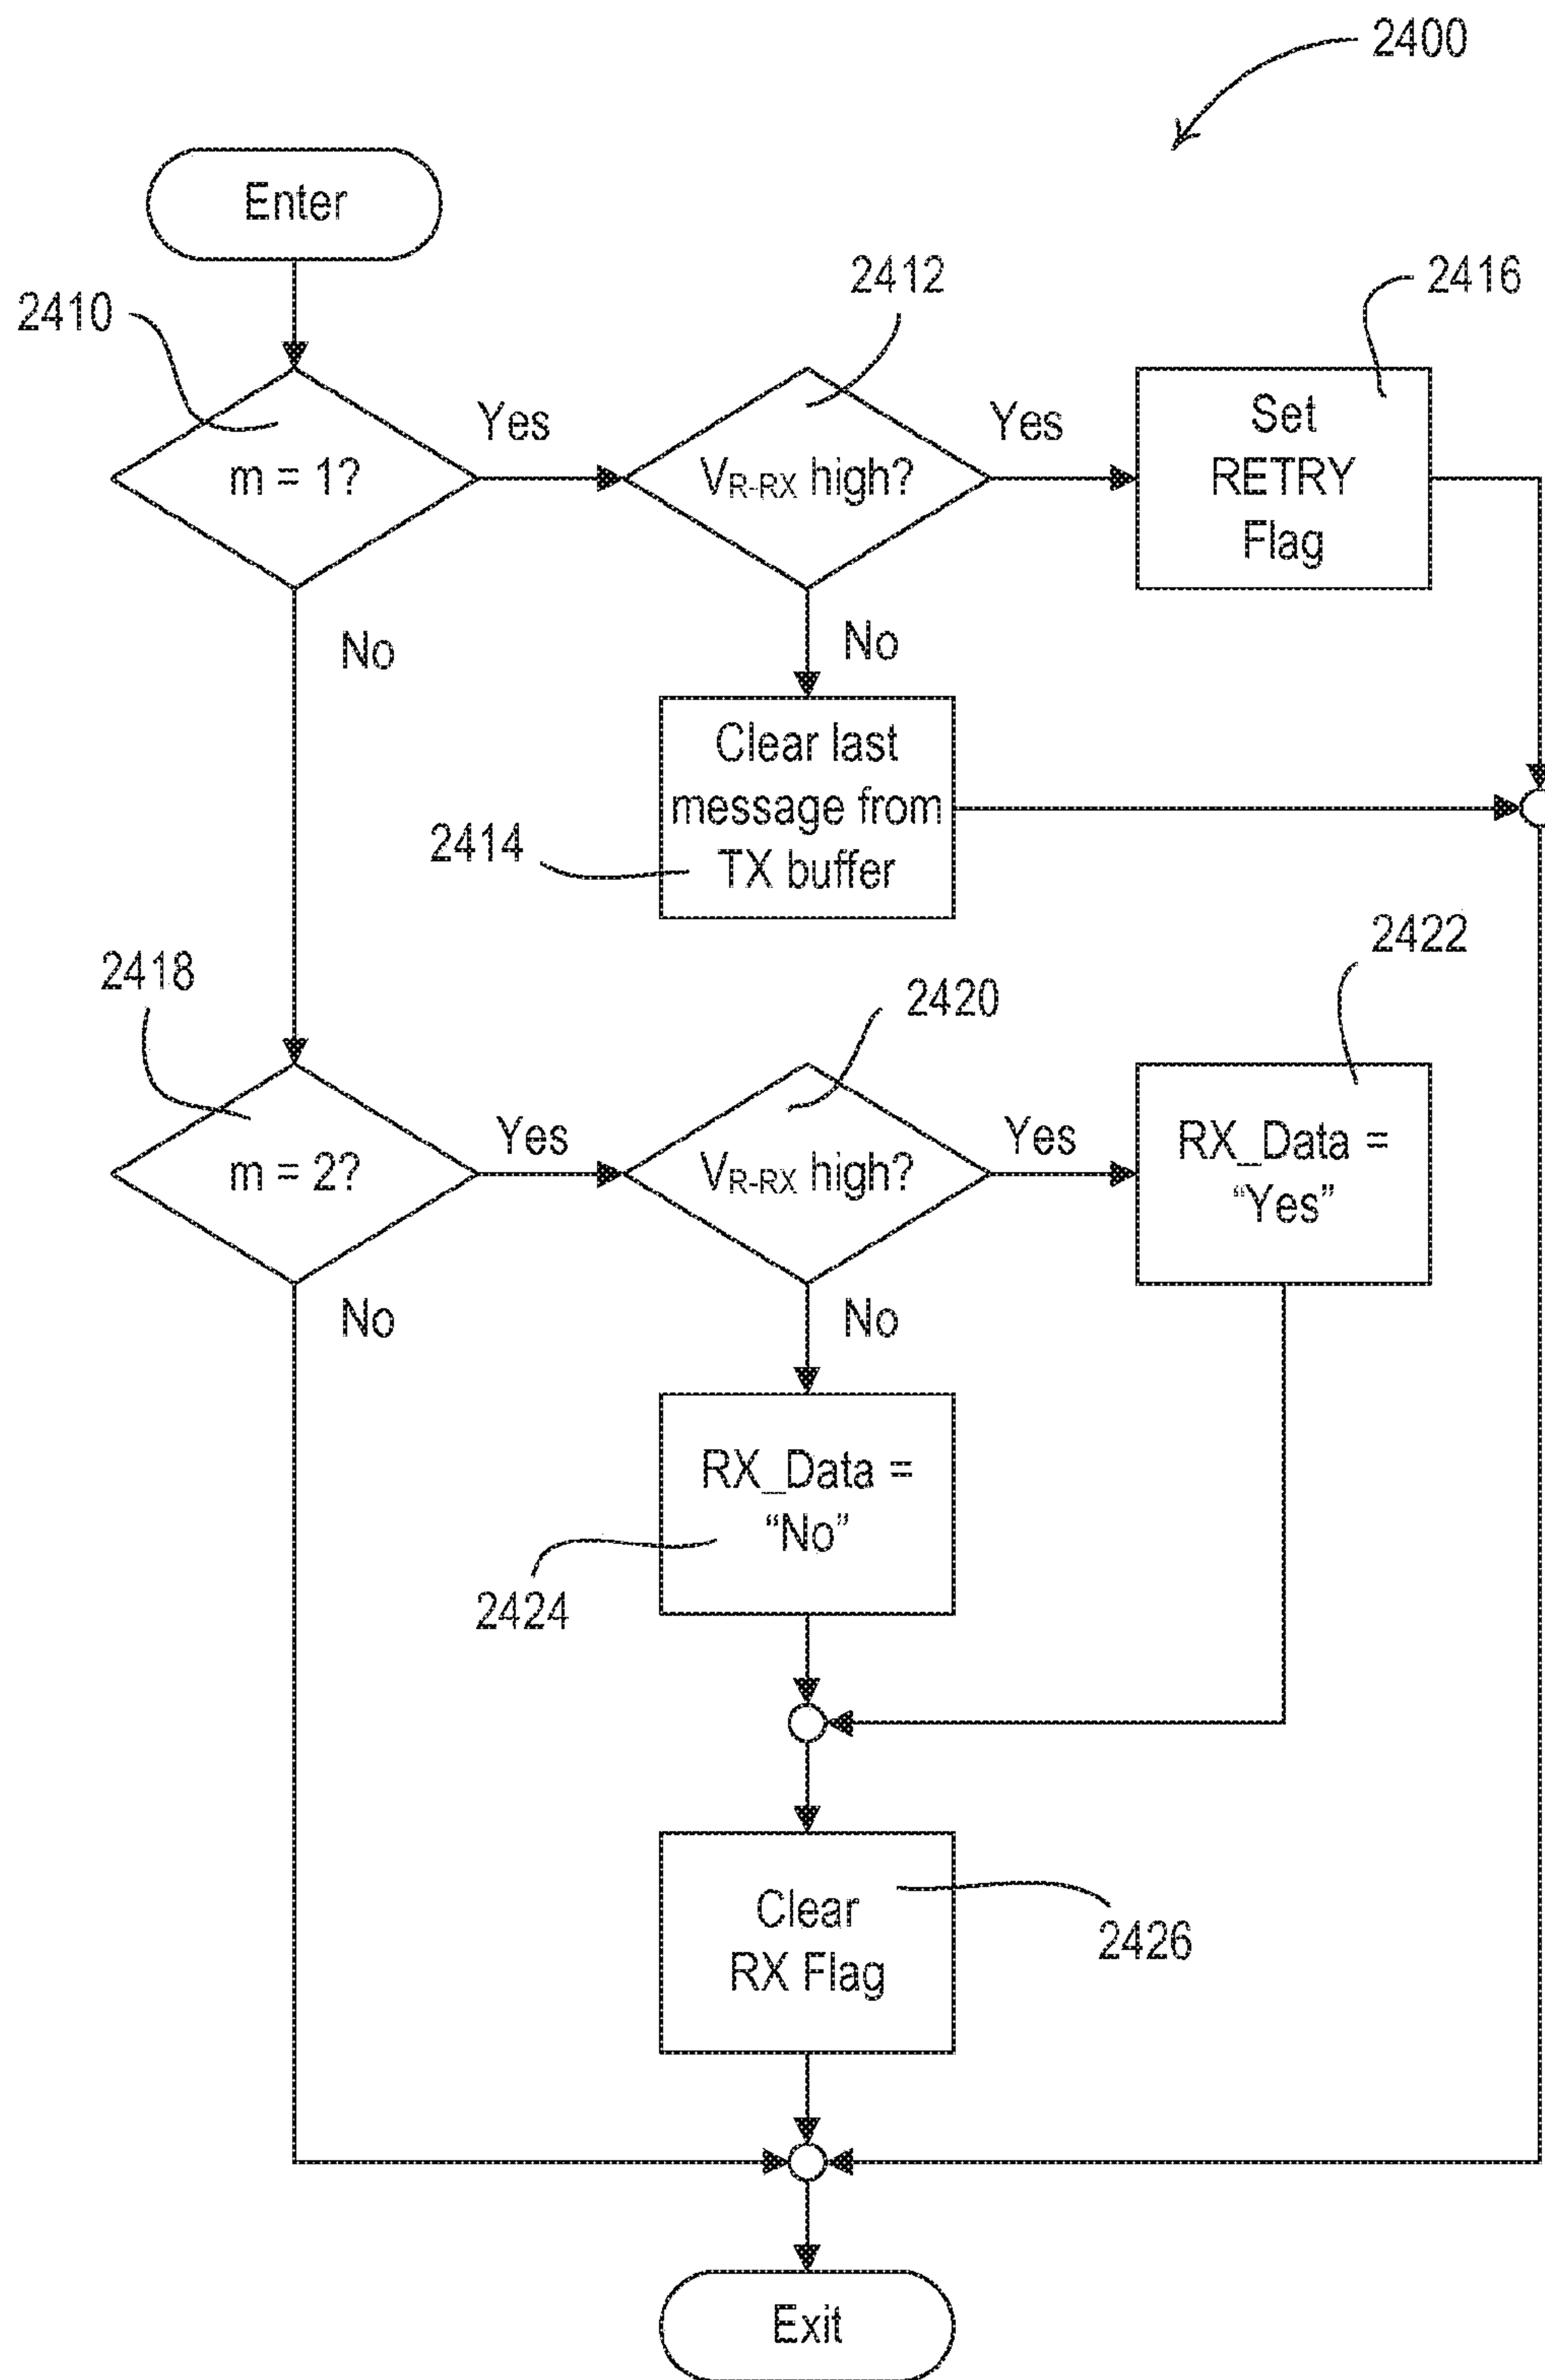 2400
Enter
2410
2412
2416
m = 1?
Yes
V_R-RX high?
Yes
Set
RETRY
Flag
No
No
Clear last
message from
TX buffer
2414
2418
2420
2422
m = 2?
Yes
V_R-RX high?
Yes
RX_Data =
“Yes”
No
No
RX_Data =
“No”
2424
Clear
RX Flag
2426
Exit